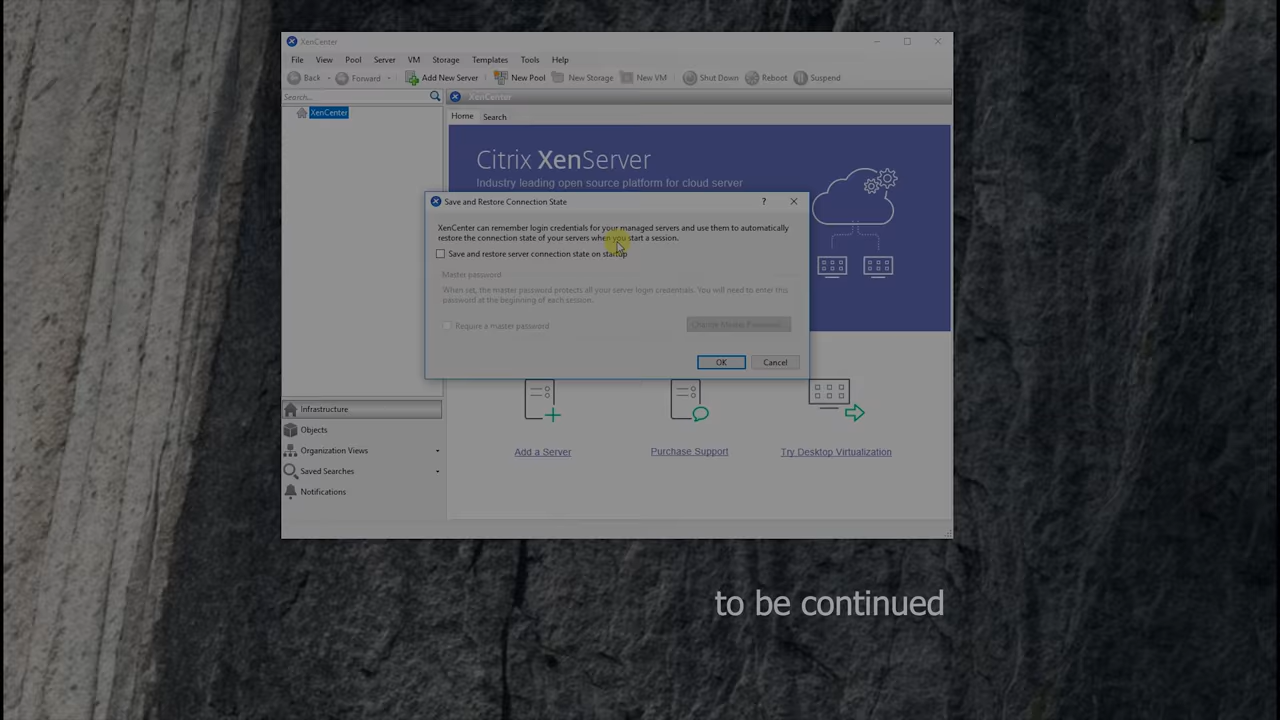 XenCenter
File View Pool Server VM Storage Templates Tools Help
Back Forward Add New Server New Pool New Storage New VM Shut Down Reboot Suspend
Search...
XenCenter
XenCenter
Home Search
Citrix XenServer
Industry leading open source platform for cloud server
Save and Restore Connection State
XenCenter can remember login credentials for your managed servers and use them to automatically
restore the connection state of your servers when you start a session.
Save and restore server connection state on startup
Master password
When set, the master password protects all your server login credentials. You will need to enter this
password at the beginning of each session.
Require a master password
Change Master Password...
OK Cancel
Add a Server Purchase Support Try Desktop Virtualization
Infrastructure
Objects
Organization Views
Saved Searches
Notifications
to be continued